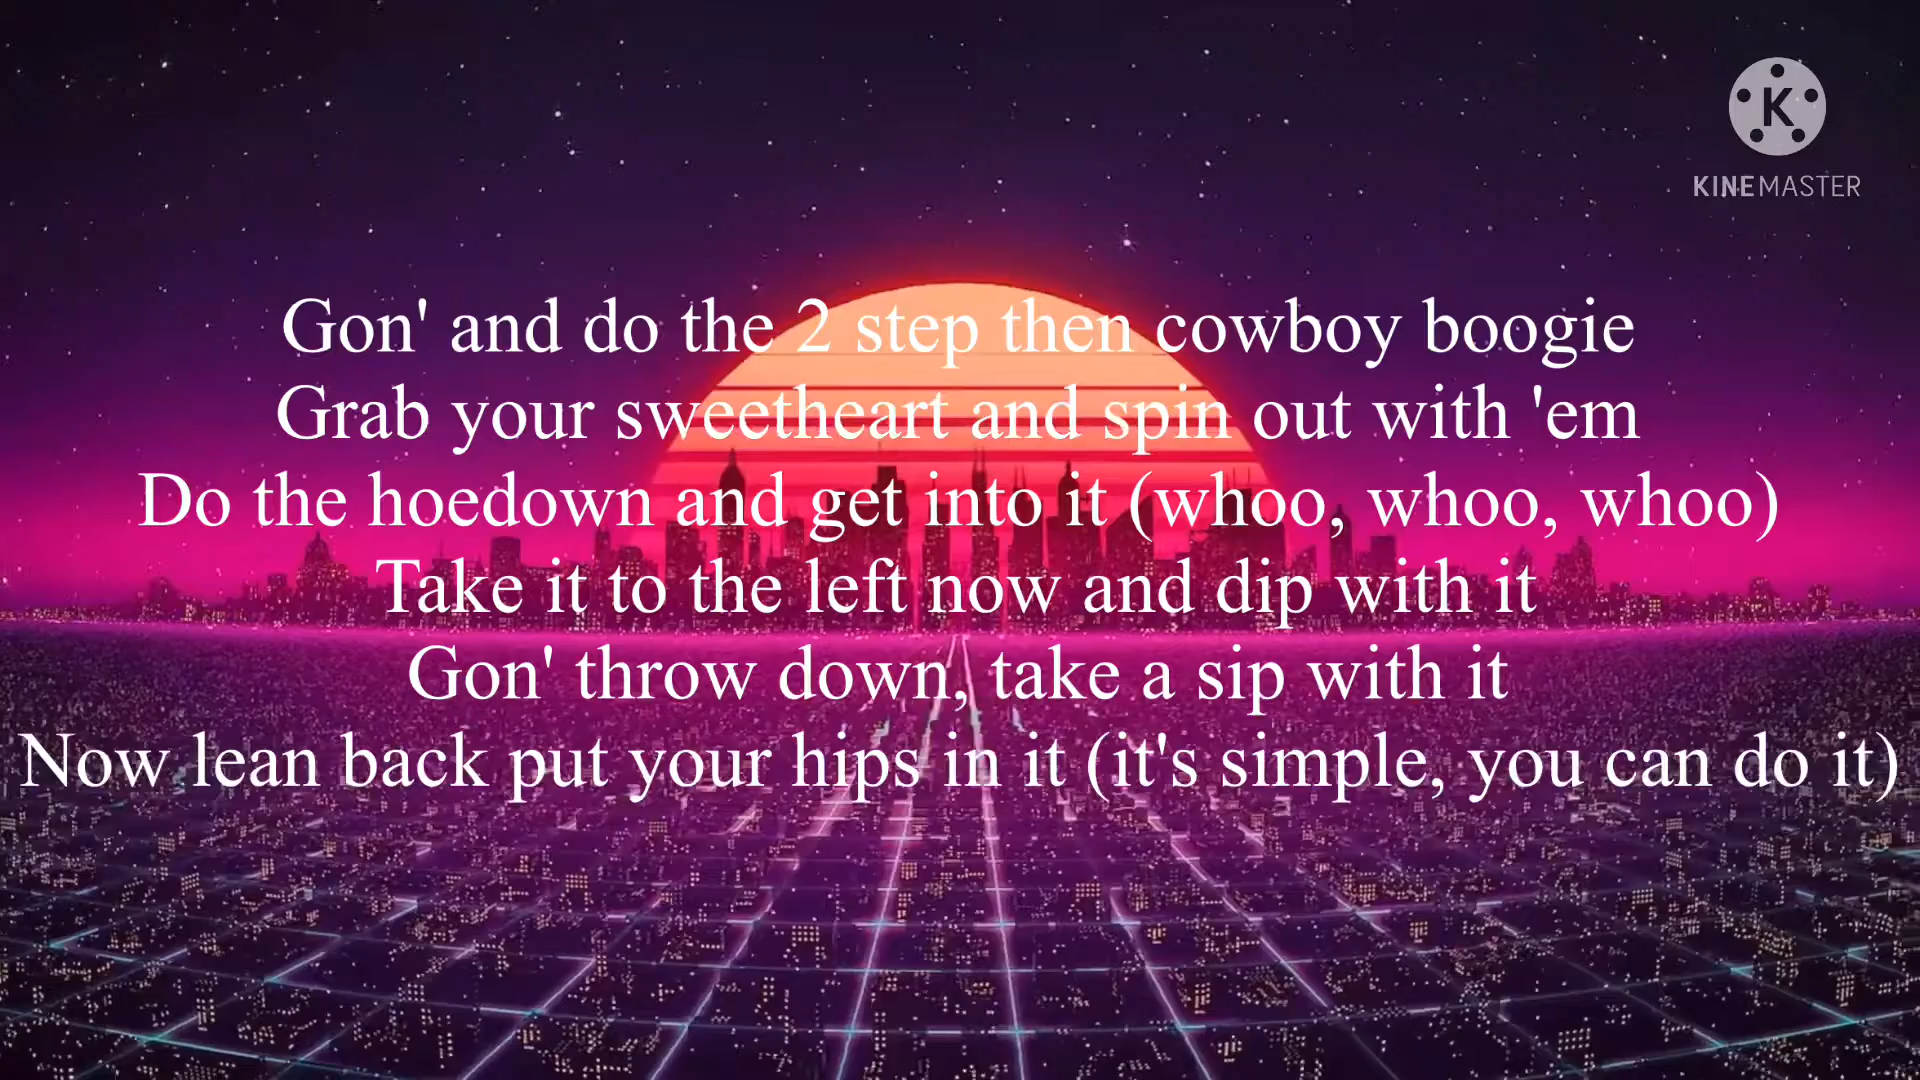 K
KINEMASTER
Gon' and do the 2 step then cowboy boogie
Grab your sweetheart and spin out with 'em
Do the hoedown and get into it (whoo, whoo, whoo)
Take it to the left now and dip with it
Gon' throw down, take a sip with it
Now lean back put your hips in it (it's simple, you can do it)